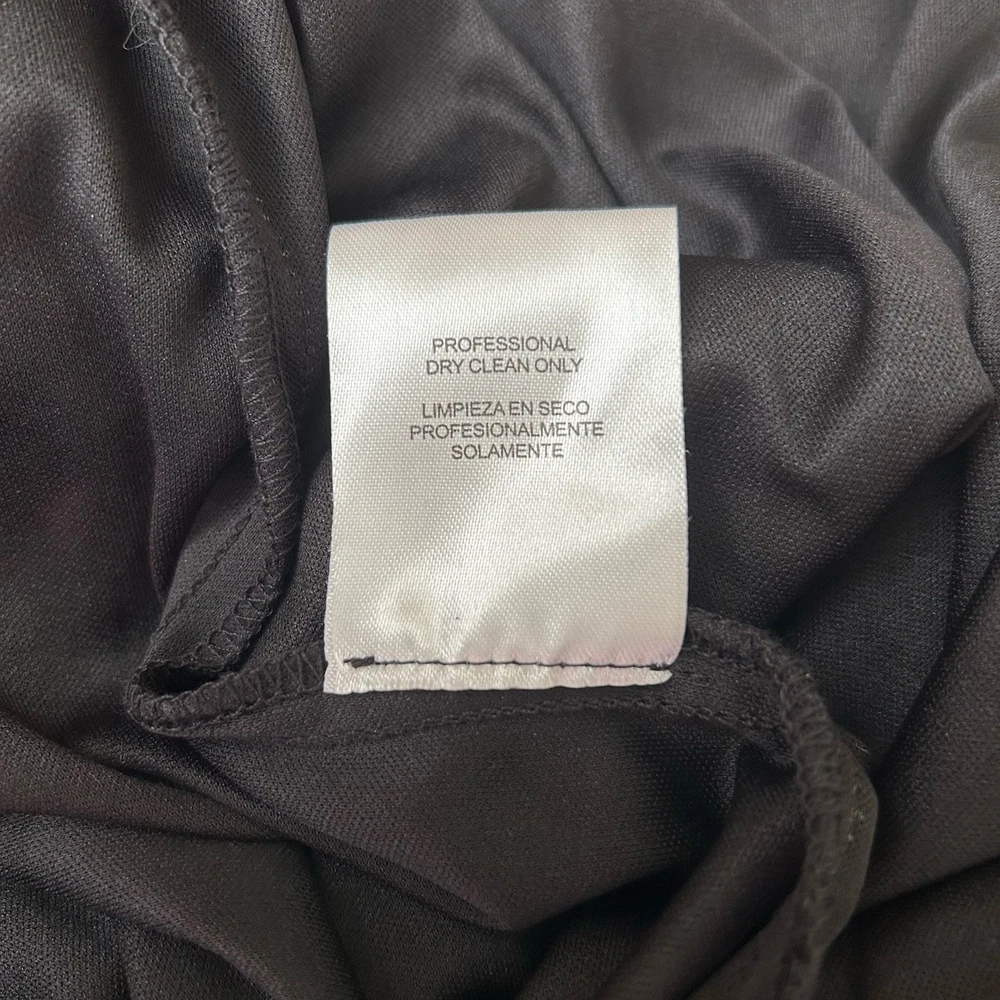 PROFESSIONAL
DRY CLEAN ONLY
LIMPIEZA EN SECO
PROFESIONALMENTE
SOLAMENTE